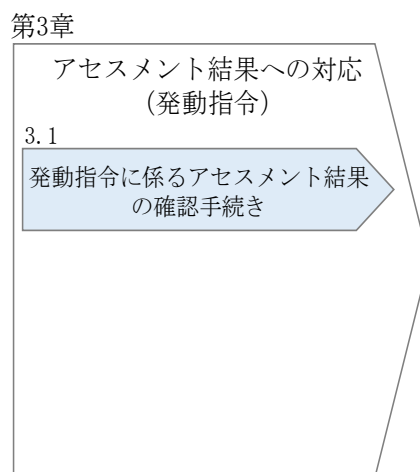 第3章
アセスメント結果への対応
(発動指令)
3.1
発動指令に係るアセスメント結果
の確認手続き